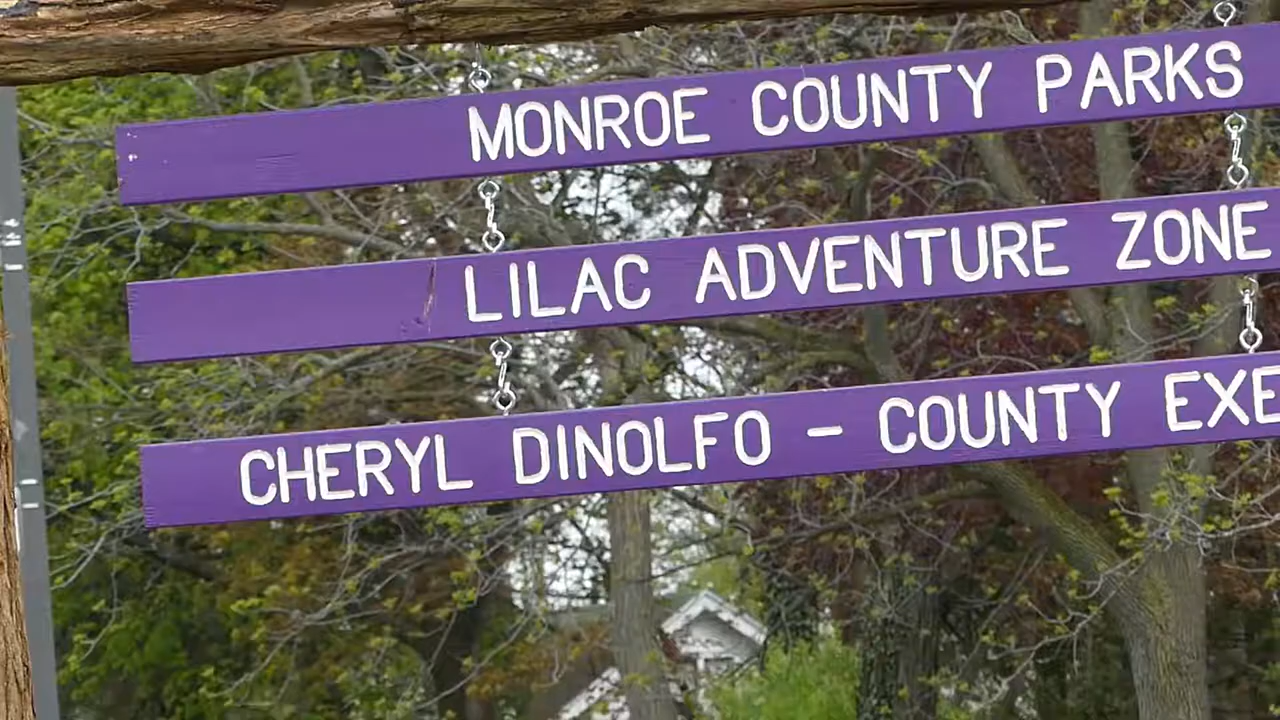 MONROE COUNTY PARKS
LILAC ADVENTURE ZONE
CHERYL DINOLFO - COUNTY EXE